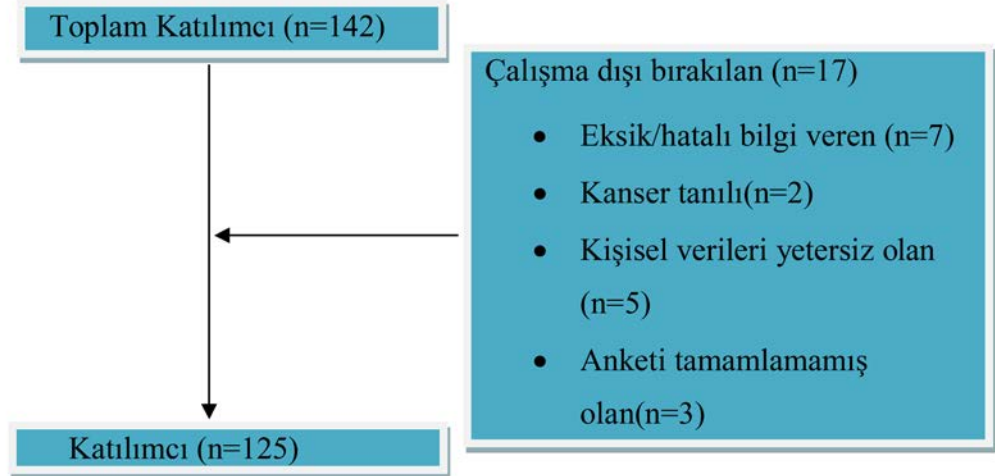 Toplam Katılımcı (n=142)
Çalışma dışı bırakılan (n=17)
• Eksik/hatalı bilgi veren (n=7)
• Kanser tanılı(n=2)
• Kişisel verileri yetersiz olan
(n=5)
• Anketi tamamlamamış
olan(n=3)
Katılımcı (n=125)